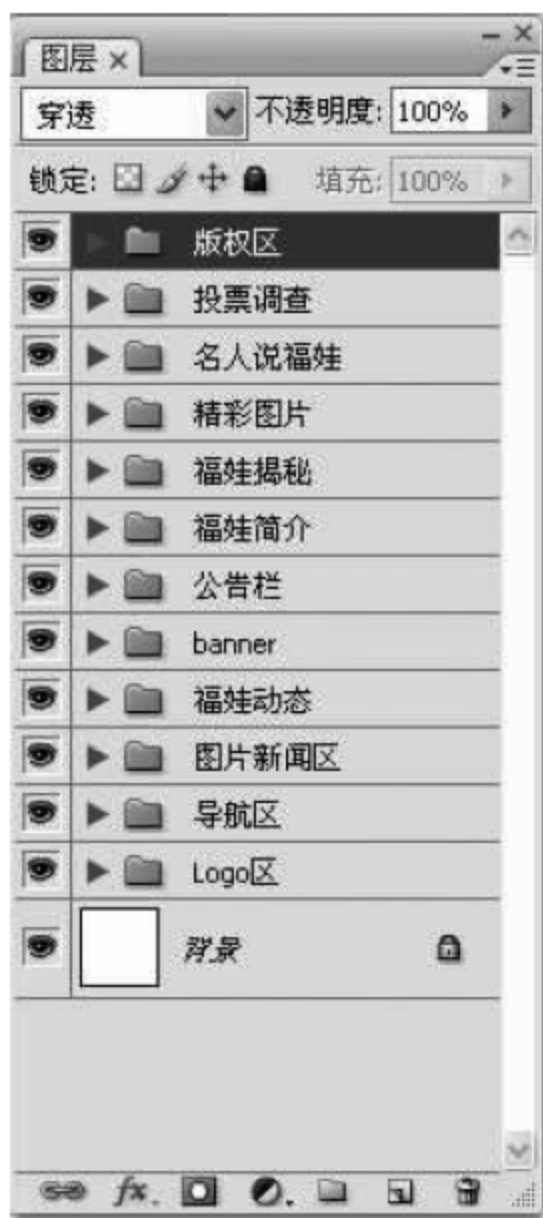 图层 ×
穿透 不透明度: 100%
锁定: 填充: 100%
版权区
投票调查
名人说福娃
精彩图片
福娃揭秘
福娃简介
公告栏
banner
福娃动态
图片新闻区
导航区
Logo区
背景
fx.